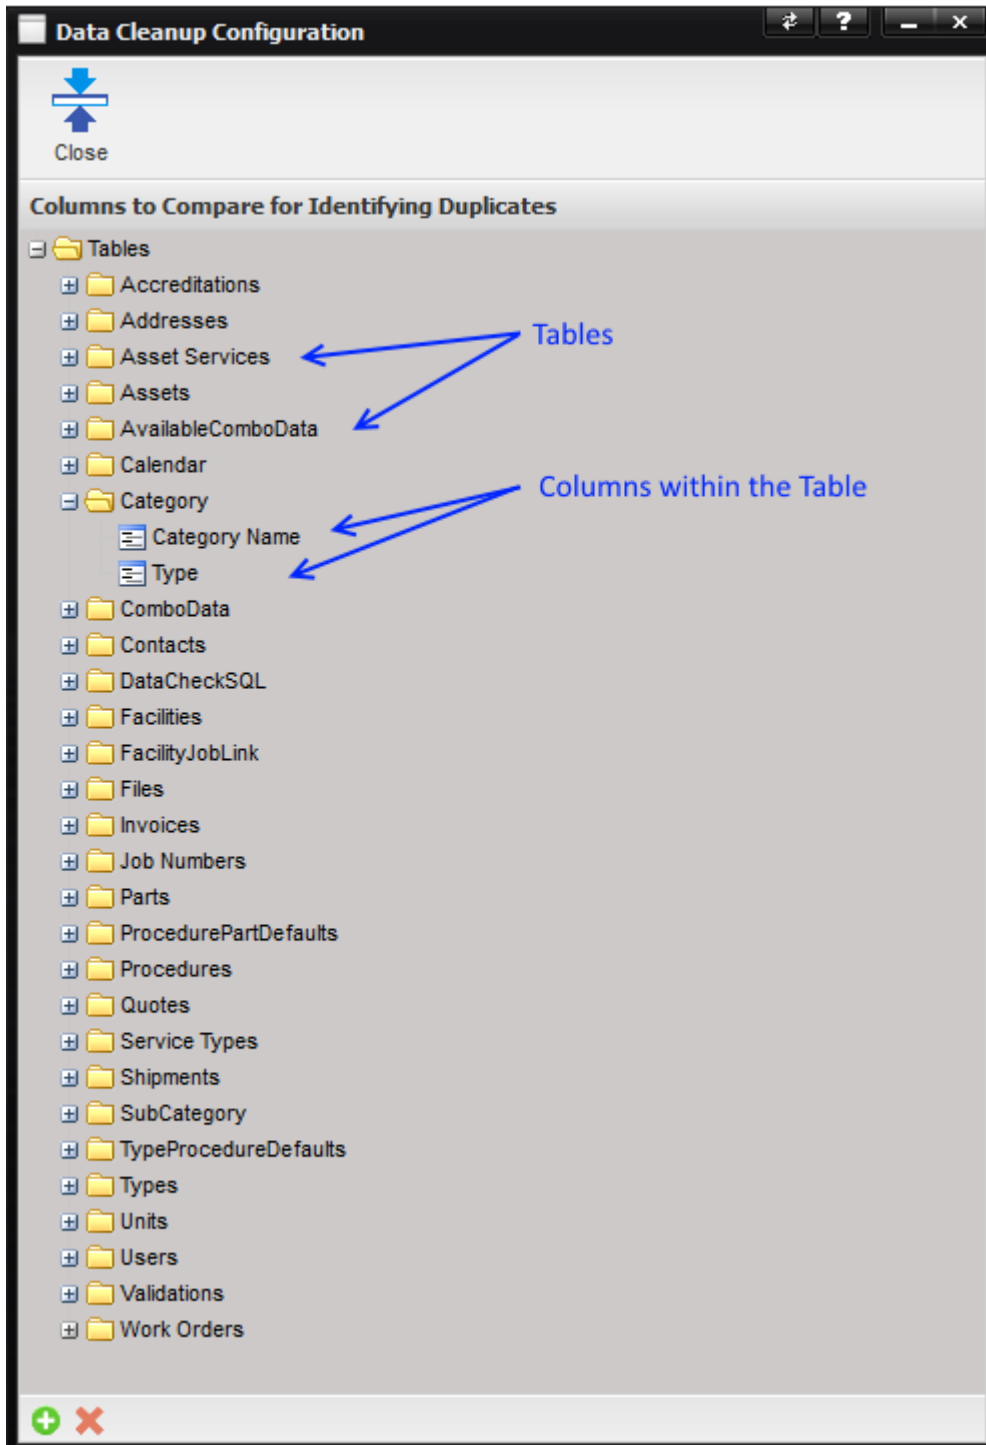 Data Cleanup Configuration
?
Close
Columns to Compare for Identifying Duplicates
Tables
Accreditations
Addresses
Tables
Asset Services
Assets
AvailableComboData
Calendar
Columns within the Table
Category
Category Name
Type
ComboData
Contacts
DataCheckSQL
Facilities
FacilityJobLink
Files
Invoices
Job Numbers
Parts
ProcedurePartDefaults
Procedures
Quotes
Service Types
Shipments
SubCategory
TypeProcedureDefaults
Types
Units
Users
Validations
Work Orders